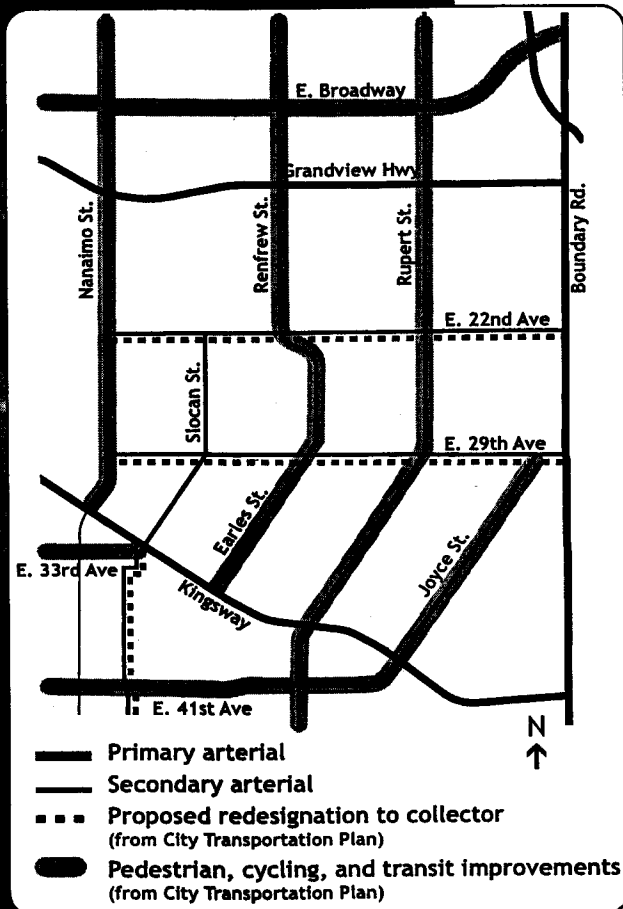 E. Broadway
Grandview Hwy
Nanaimo St.
Renfrew St.
Rupert St.
Boundary Rd.
E. 22nd Ave
Slocan St.
E. 29th Ave
Earles St.
Joyce St.
E. 33rd Ave
Kingsway
E. 41st Ave
N
Primary arterial
Secondary arterial
Proposed redesignation to collector
(from City Transportation Plan)
Pedestrian, cycling, and transit improvements
(from City Transportation Plan)